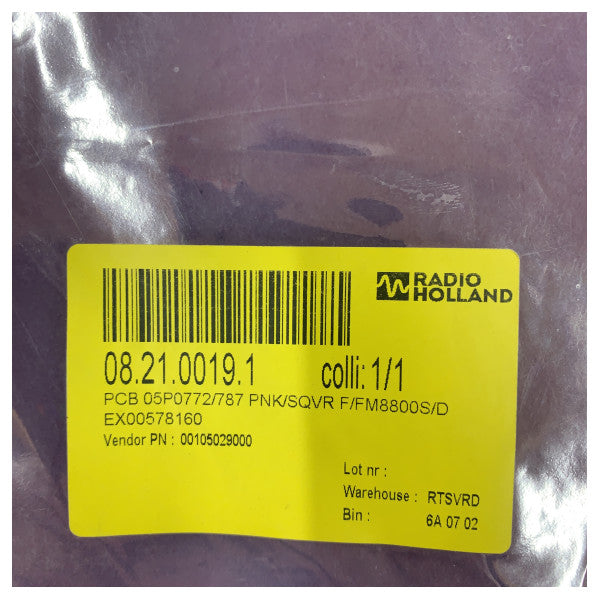 RADIO
HOLLAND
08.21.0019.1 colli: 1/1
PCB 05P0772/787 PNK/SQVR F/FM8800S/D
EX00578160
Vendor PN : 00105029000
Lot nr :
Warehouse : RTSVRD
Bin : 6A 07 02